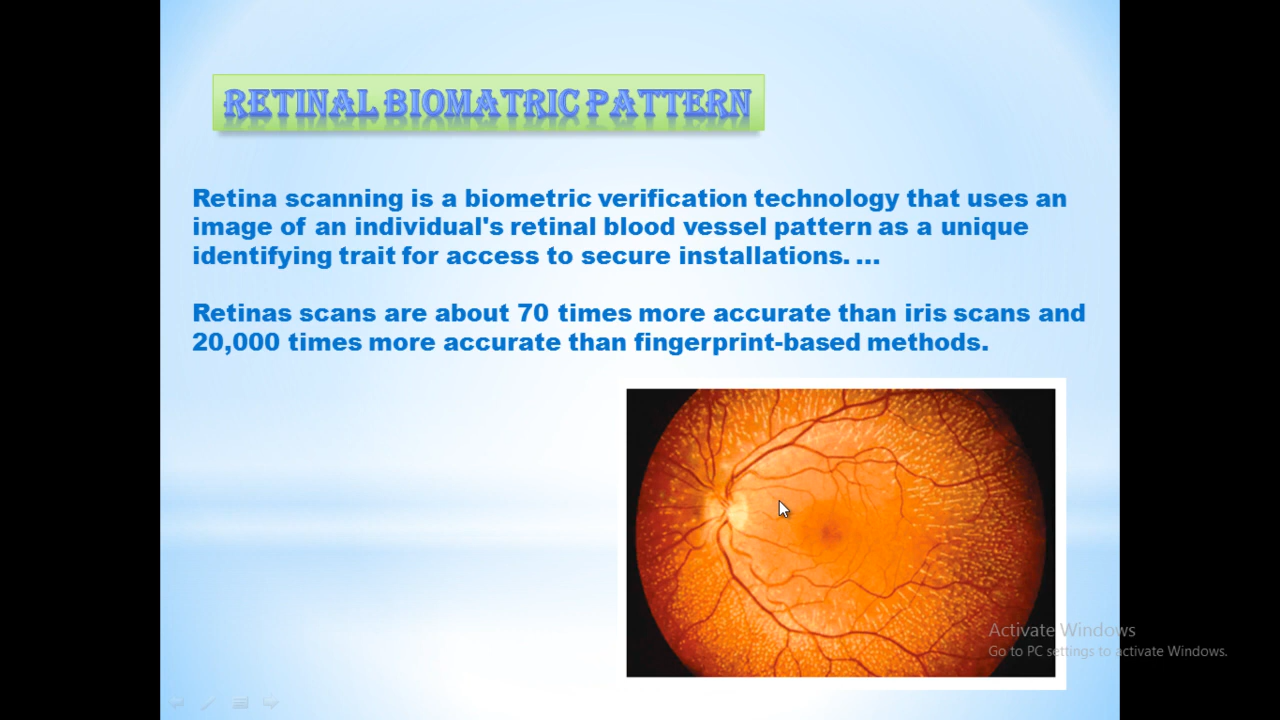 RETINAL BIOMATRIC PATTERN
Retina scanning is a biometric verification technology that uses an
image of an individual's retinal blood vessel pattern as a unique
identifying trait for access to secure installations. ...
Retinas scans are about 70 times more accurate than iris scans and
20,000 times more accurate than fingerprint-based methods.
Activate Windows
Go to PC settings to activate Windows.